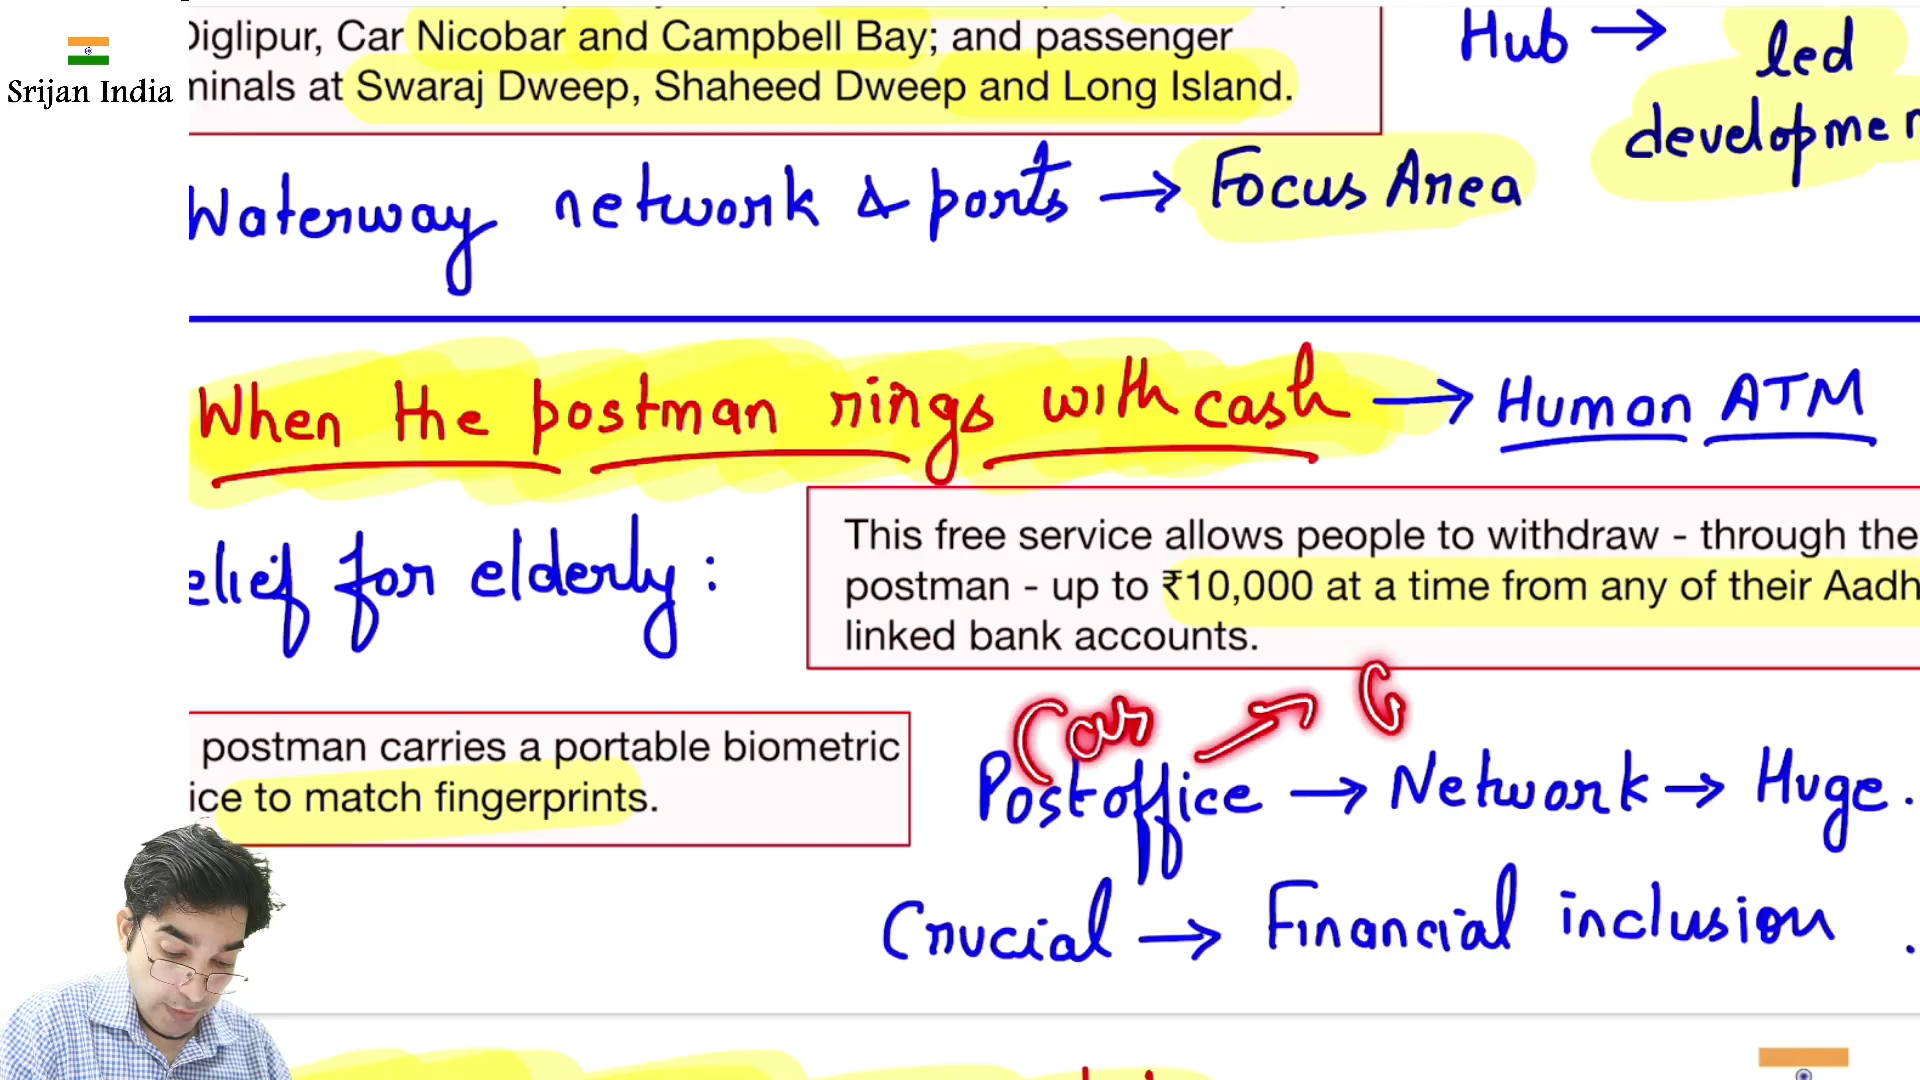 Srijan India
Diglipur, Car Nicobar and Campbell Bay; and passenger
minals at Swaraj Dweep, Shaheed Dweep and Long Island.
Hub → led
developmen
Waterway network & ports → Focus Area
When the postman rings with cash → Human ATM
elief for elderly :
This free service allows people to withdraw - through the
postman - up to ₹10,000 at a time from any of their Aadh
linked bank accounts.
postman carries a portable biometric
ice to match fingerprints.
Post office → Network → Huge.
Crucial → Financial inclusion .